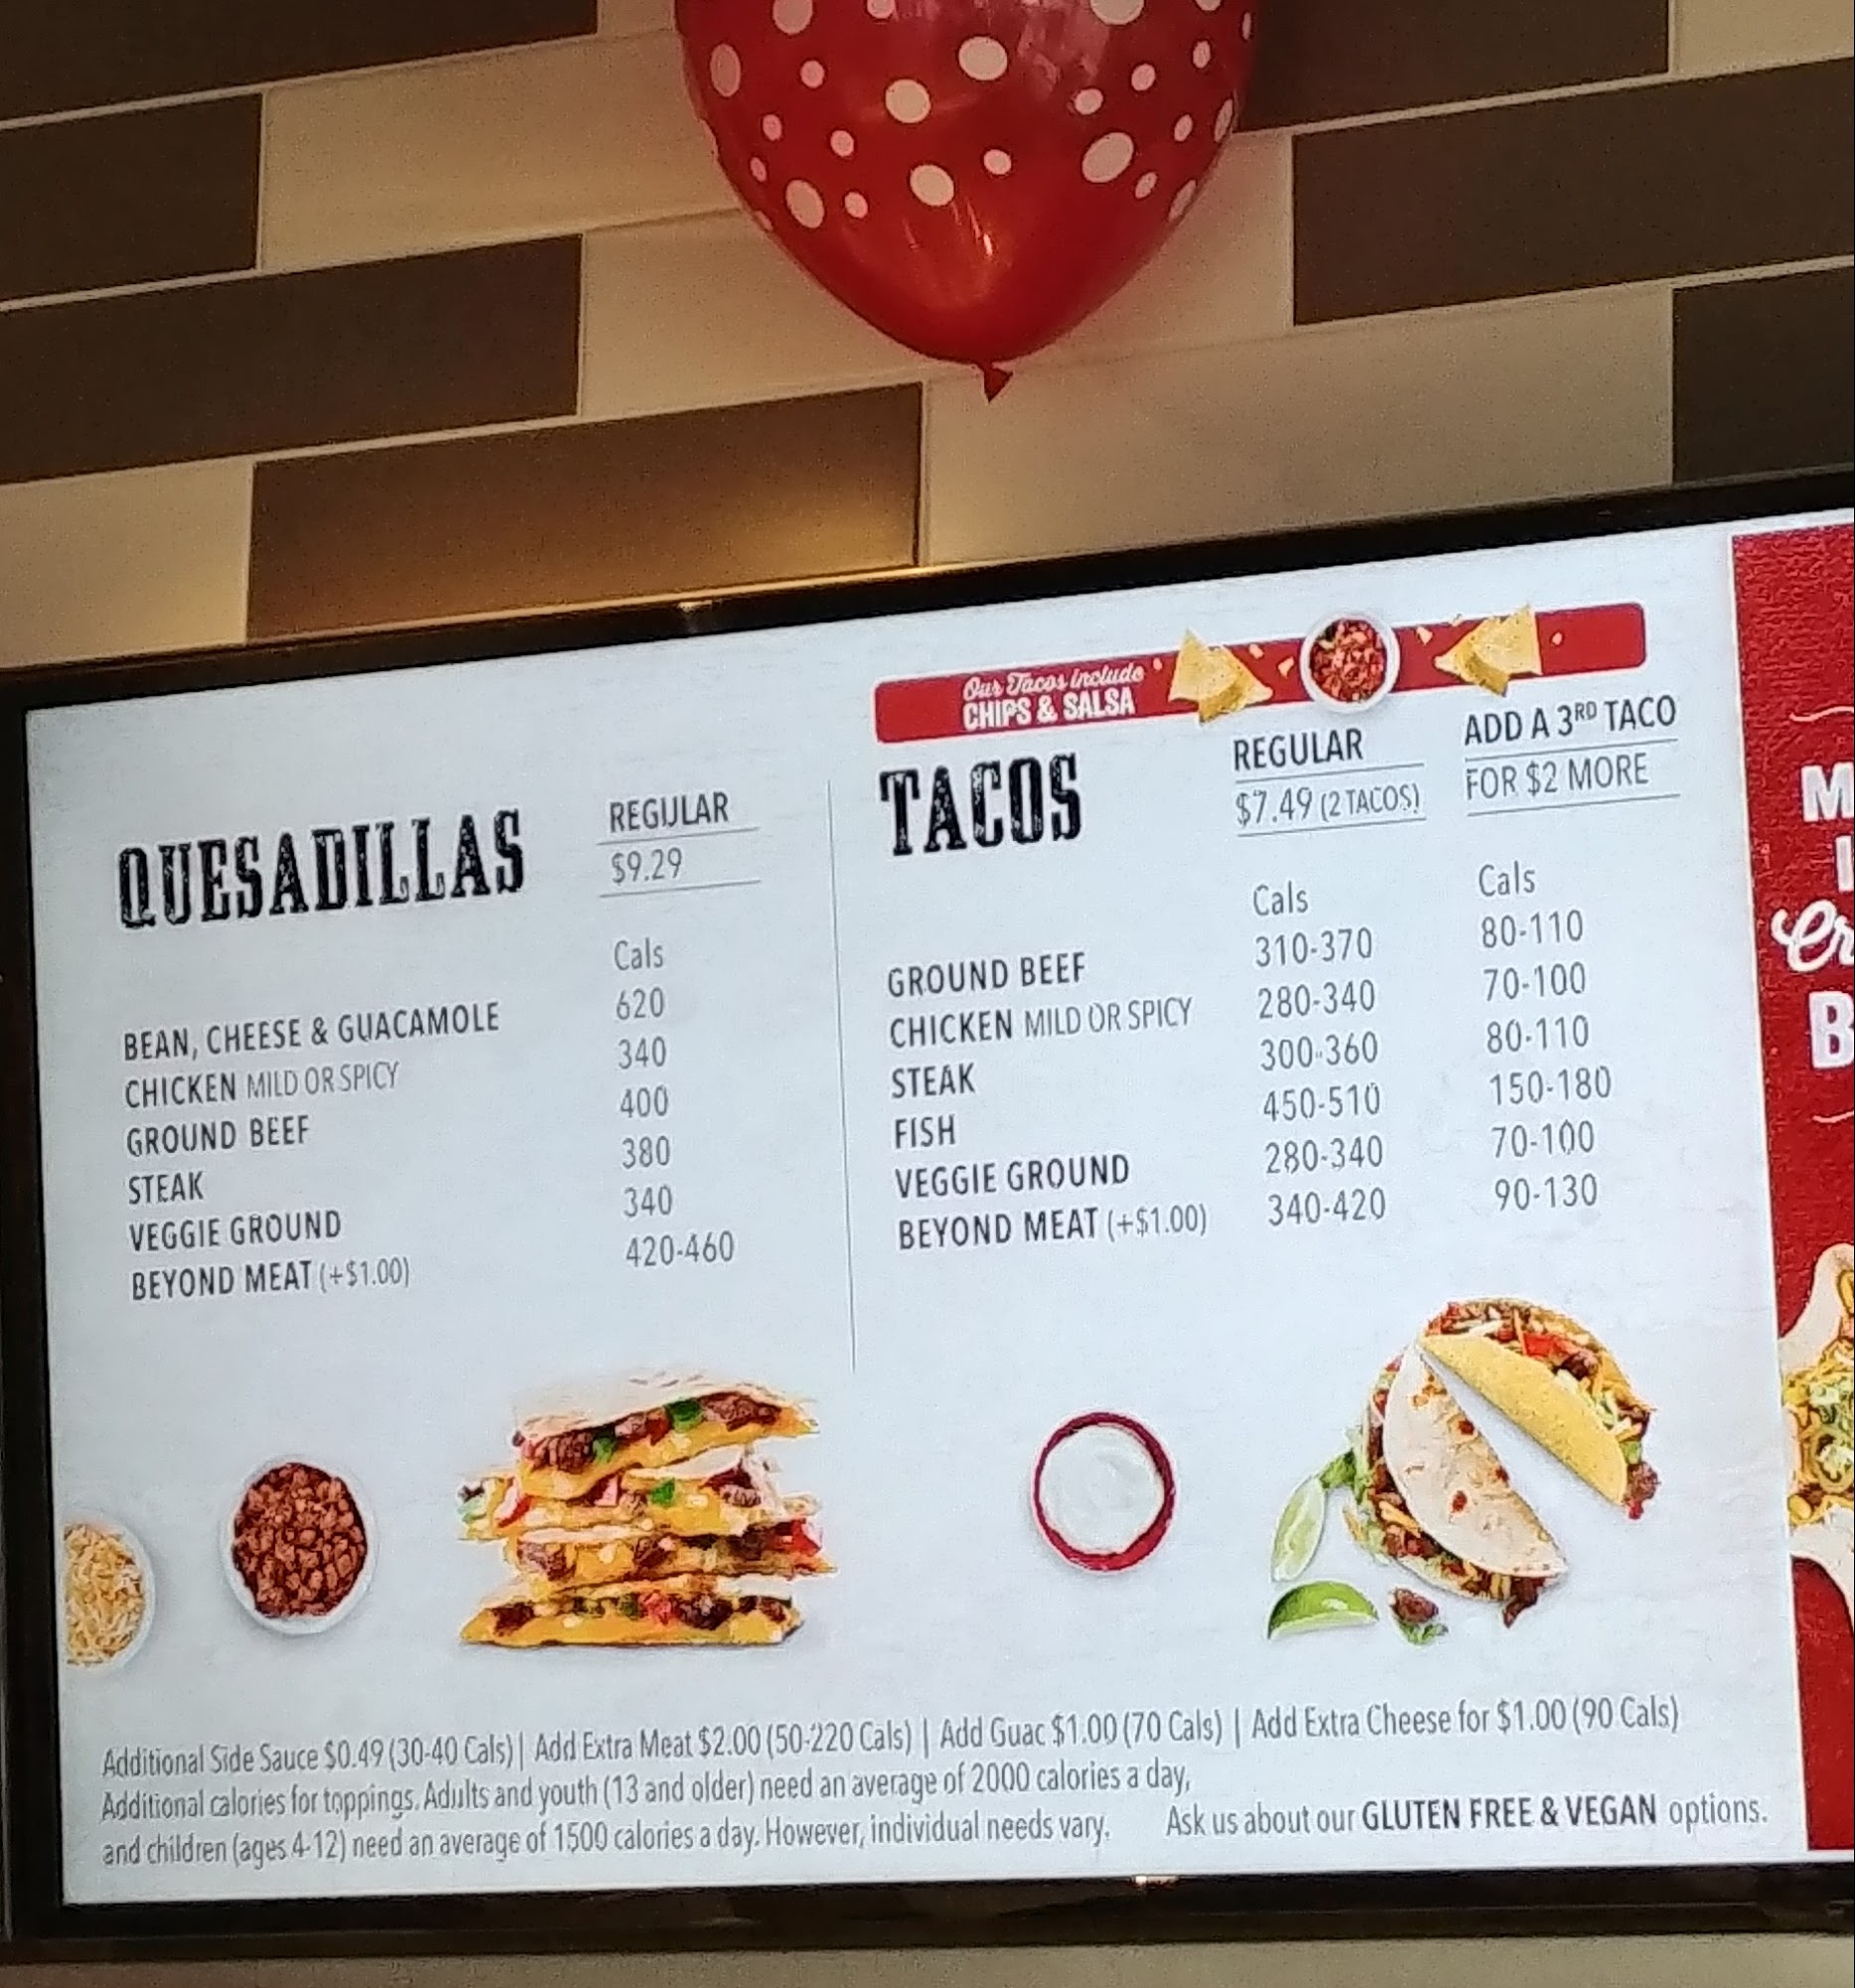 Our Tacos include
CHIPS & SALSA
QUESADILLAS
REGULAR
$9.29
Cals
BEAN, CHEESE & GUACAMOLE 620
CHICKEN MILD OR SPICY 340
GROUND BEEF 400
STEAK 380
VEGGIE GROUND 340
BEYOND MEAT (+$1.00) 420-460
TACOS
REGULAR
$7.49 (2 TACOS)
ADD A 3RD TACO
FOR $2 MORE
Cals Cals
GROUND BEEF 310-370 80-110
CHICKEN MILD OR SPICY 280-340 70-100
STEAK 300-360 80-110
FISH 450-510 150-180
VEGGIE GROUND 280-340 70-100
BEYOND MEAT (+$1.00) 340-420 90-130
Additional Side Sauce $0.49 (30-40 Cals) | Add Extra Meat $2.00 (50-220 Cals) | Add Guac $1.00 (70 Cals) | Add Extra Cheese for $1.00 (90 Cals)
Additional calories for toppings. Adults and youth (13 and older) need an average of 2000 calories a day,
and children (ages 4-12) need an average of 1500 calories a day. However, individual needs vary. Ask us about our GLUTEN FREE & VEGAN options.